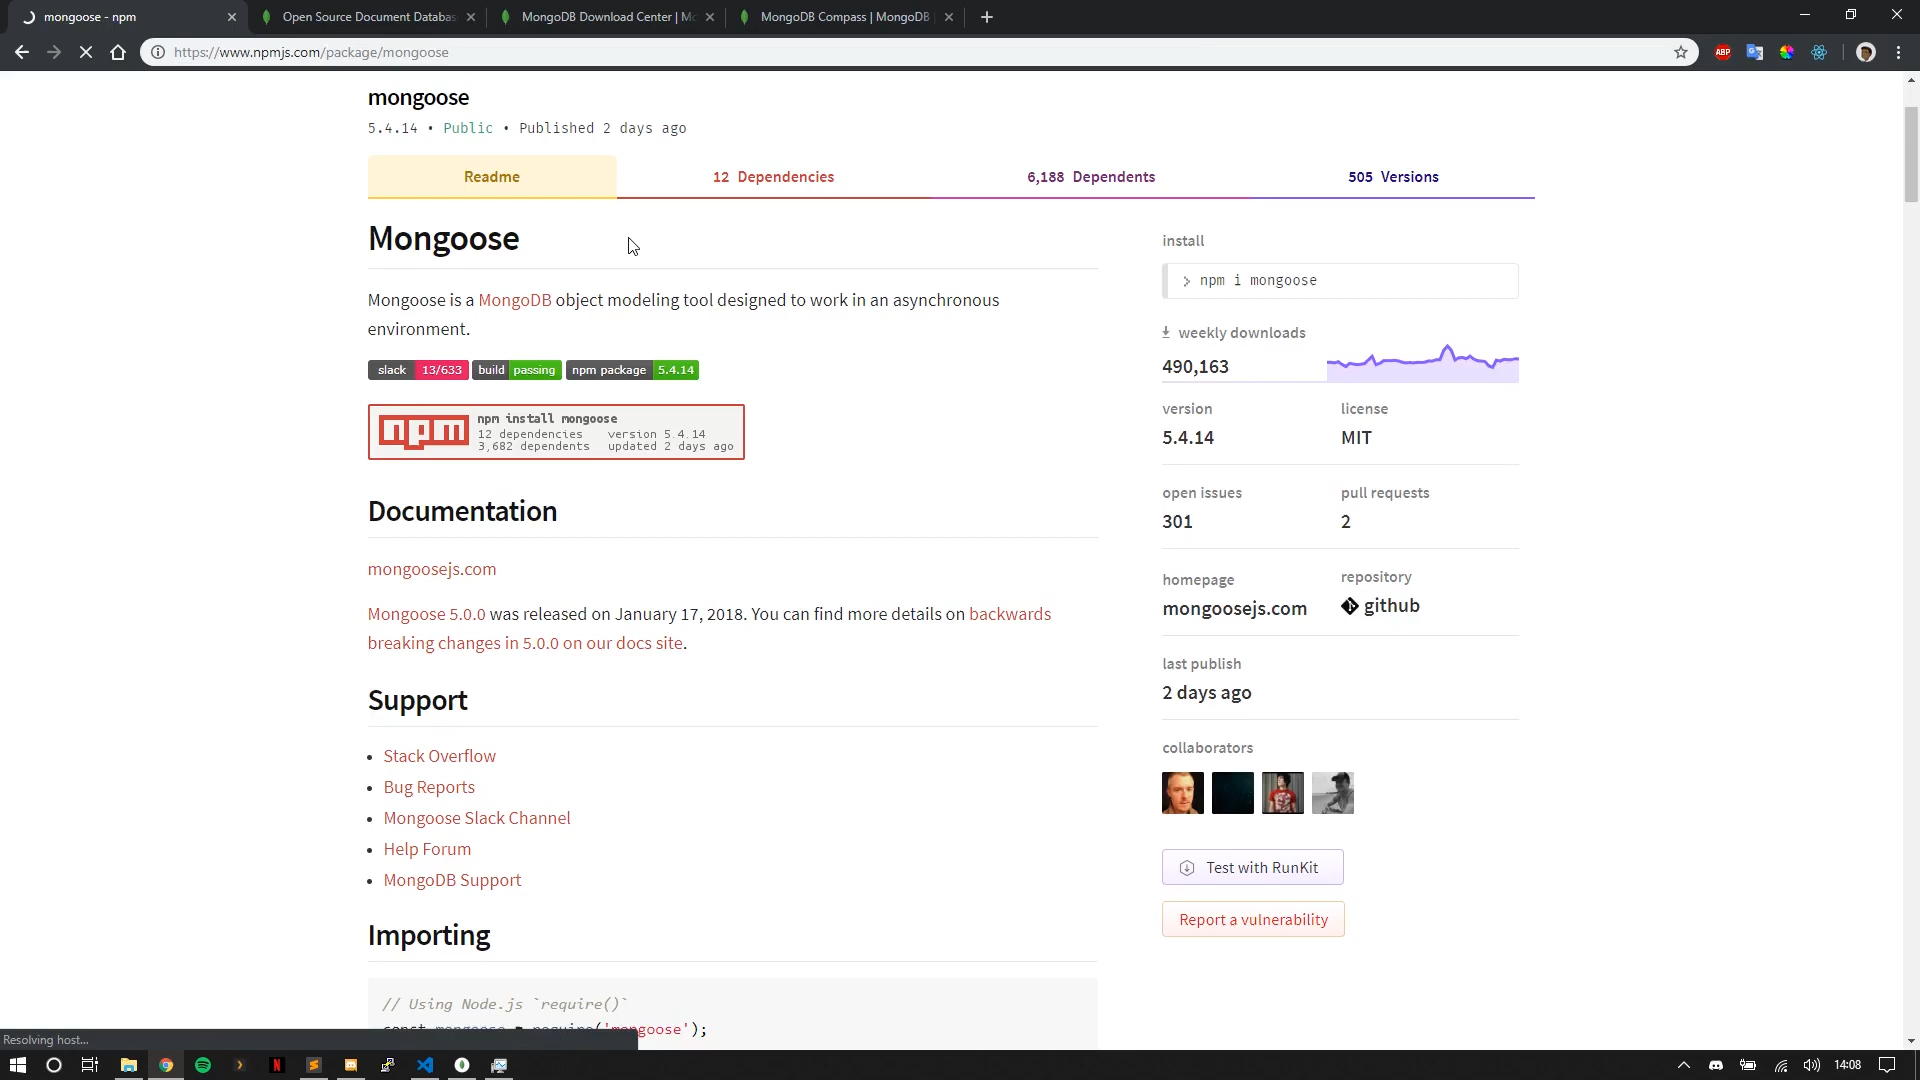 mongoose - npm
Open Source Document Databas
MongoDB Download Center | Mo
MongoDB Compass | MongoDB
https://www.npmjs.com/package/mongoose
ABP
mongoose
5.4.14 • Public • Published 2 days ago
Readme
12 Dependencies
6,188 Dependents
505 Versions
Mongoose
Mongoose is a MongoDB object modeling tool designed to work in an asynchronous
environment.
slack 13/633 build passing npm package 5.4.14
npm
npm install mongoose
12 dependencies version 5.4.14
3,682 dependents updated 2 days ago
Documentation
mongoosejs.com
Mongoose 5.0.0 was released on January 17, 2018. You can find more details on backwards
breaking changes in 5.0.0 on our docs site.
Support
• Stack Overflow
• Bug Reports
• Mongoose Slack Channel
• Help Forum
• MongoDB Support
Importing
// Using Node.js `require()`
const mongoose = require('mongoose');
install
> npm i mongoose
weekly downloads
490,163
version
5.4.14
license
MIT
open issues
301
pull requests
2
homepage
mongoosejs.com
repository
github
last publish
2 days ago
collaborators
Test with RunKit
Report a vulnerability
Resolving host...
14:08